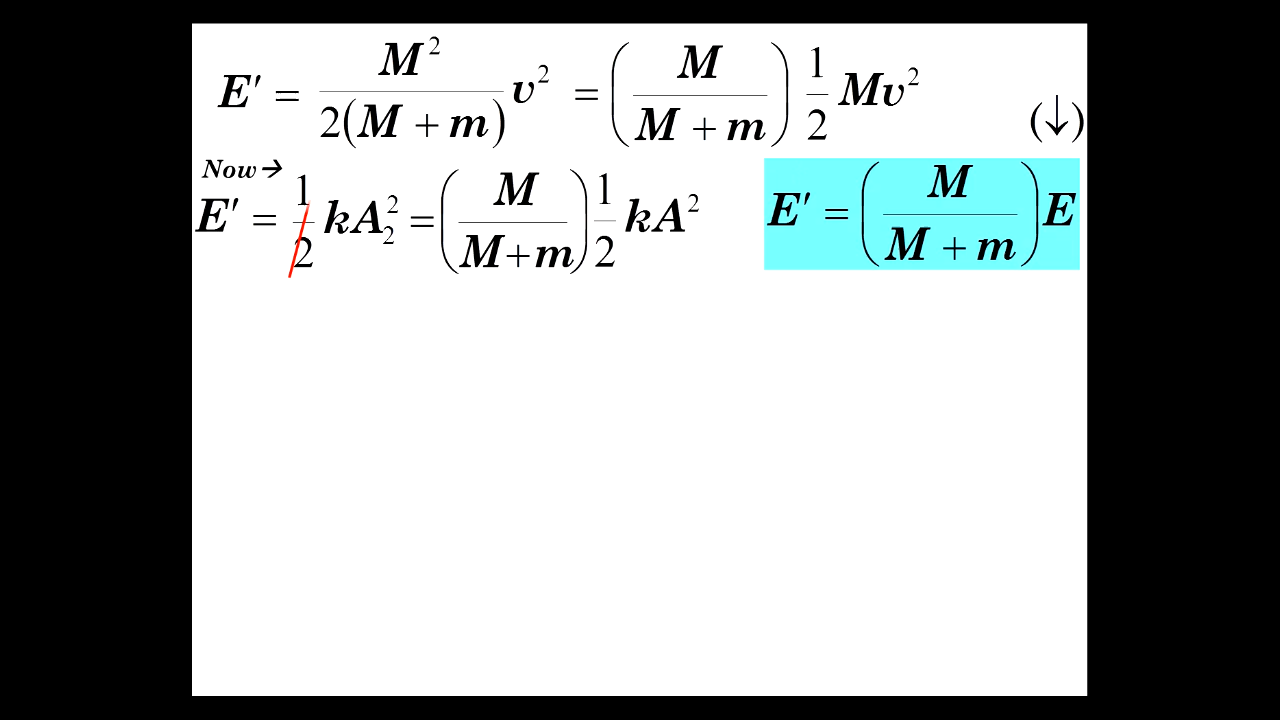 E′ = M² / 2(M + m) v² = (M / M + m) 1/2 Mv² (↓)
Now→
E′ = 1/2 kA₂² = (M / M+m) 1/2 kA² E′ = (M / M + m) E